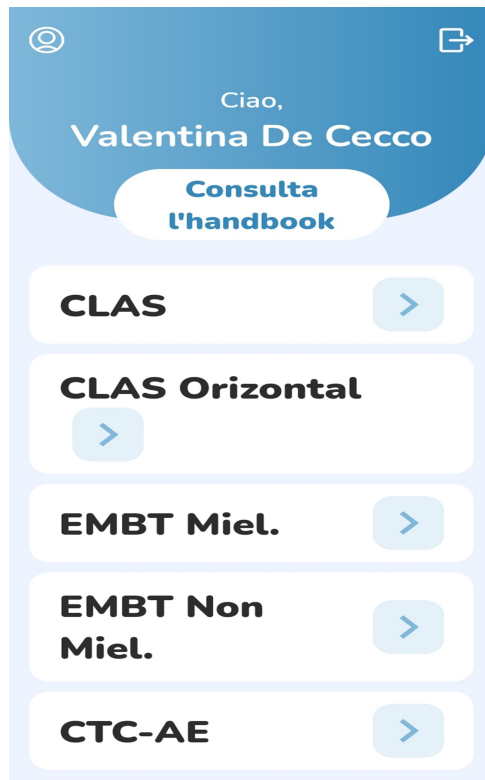 Ciao,
Valentina De Cecco
Consulta
l'handbook
CLAS
CLAS Orizontal
EMBT Miel.
EMBT Non
Miel.
CTC-AE